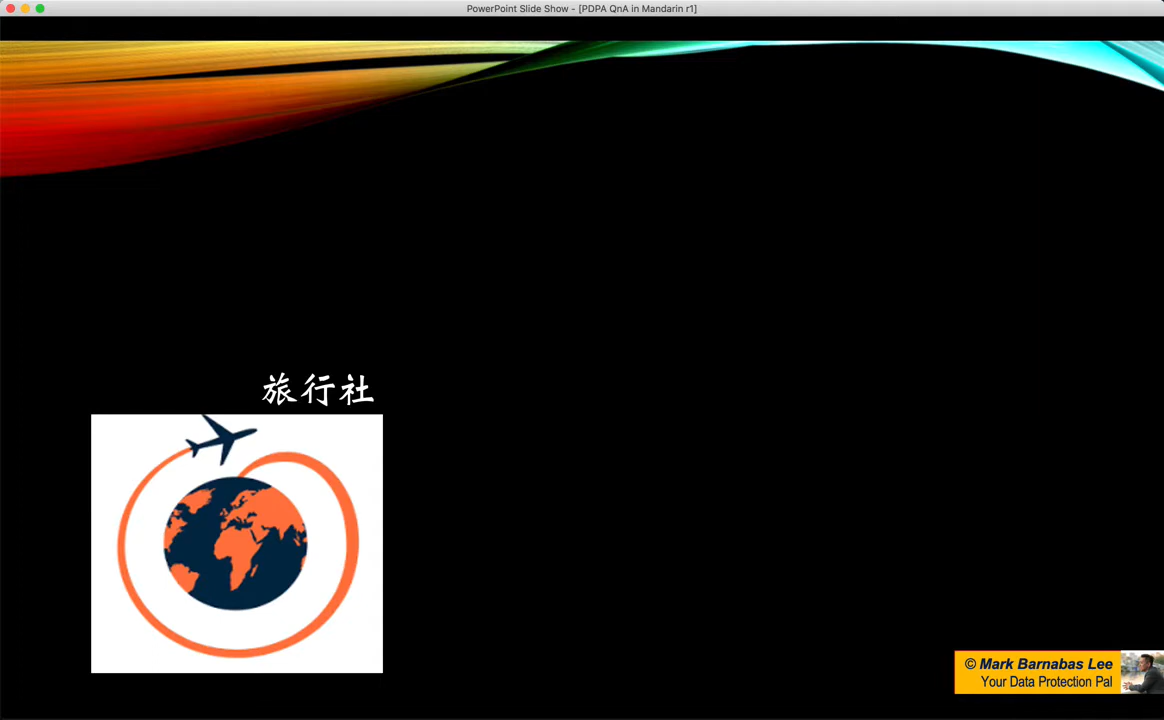 PowerPoint Slide Show - [PDPA QnA in Mandarin r1]
旅行社
© Mark Barnabas Lee
Your Data Protection Pal